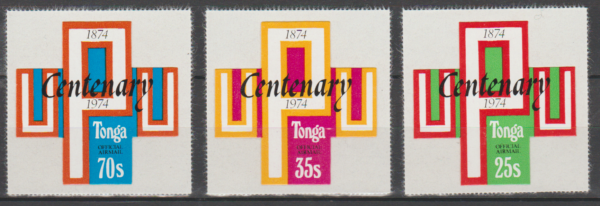 1874
Centenary
1974
Tonga
OFFICIAL
AIRMAIL
70s
1874
Centenary
1974
Tonga
OFFICIAL
AIRMAIL
35s
1874
Centenary
1974
Tonga
OFFICIAL
AIRMAIL
25s